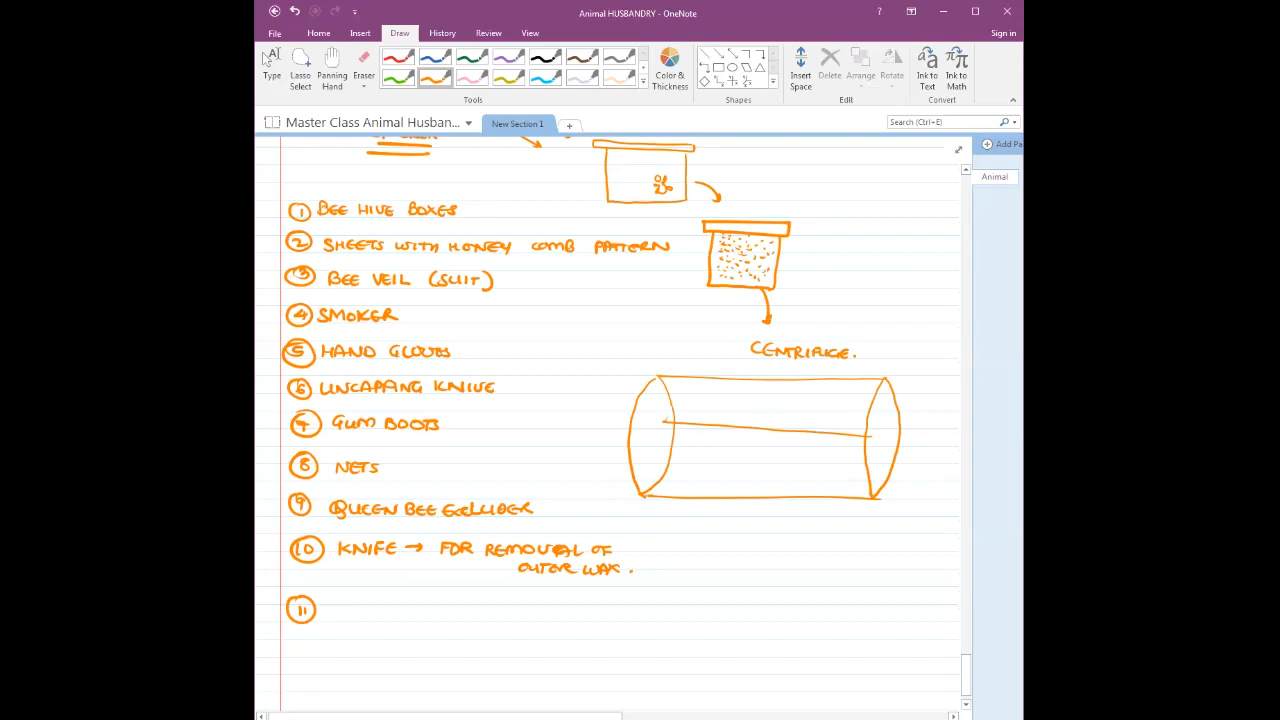 Animal HUSBANDRY - OneNote
?
File Home Insert Draw History Review View
Sign in
Type
Lasso Select
Panning Hand
Eraser
Color & Thickness
Insert Space
Delete
Arrange
Rotate
Ink to Text
Ink to Math
Tools
Shapes
Edit
Convert
Master Class Animal Husban...
New Section 1
Search (Ctrl+E)
Add Pa
Animal
1 BEE HIVE BOXES
2 SHEETS WITH HONEY COMB PATTERN
3 BEE VEIL (SUIT)
4 SMOKER
CENTRIFUGE.
5 HAND GLOVES
6 UNCAPPING KNIVE
7 GUM BOOTS
8 NETS
9 QUEEN BEE EXCLUDER
10 KNIFE → FOR REMOVAL OF
OUTER WAX.
11